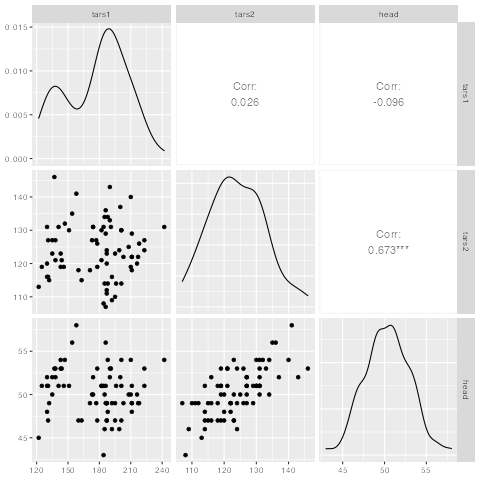 tars1 tars2 head
0.015
0.010
0.005
0.000
Corr:
0.026
Corr:
-0.096
tars1
140
130
120
110
Corr:
0.673***
tars2
55
50
45
head
120 150 180 210 240 110 120 130 140 45 50 55